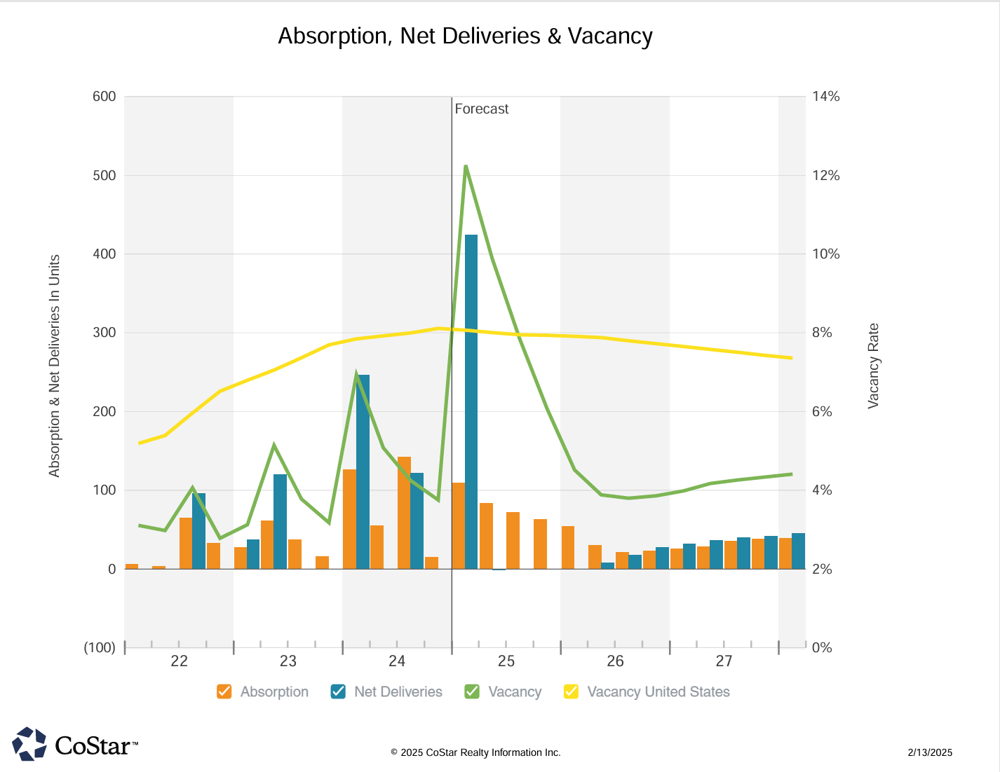 Absorption, Net Deliveries & Vacancy
600
14%
Forecast
500
12%
400
10%
300
8%
200
6%
100
4%
0
2%
(100)
0%
Absorption & Net Deliveries In Units
Vacancy Rate
22
23
24
25
26
27
Absorption
Net Deliveries
Vacancy
Vacancy United States
CoStar™
© 2025 CoStar Realty Information Inc.
2/13/2025